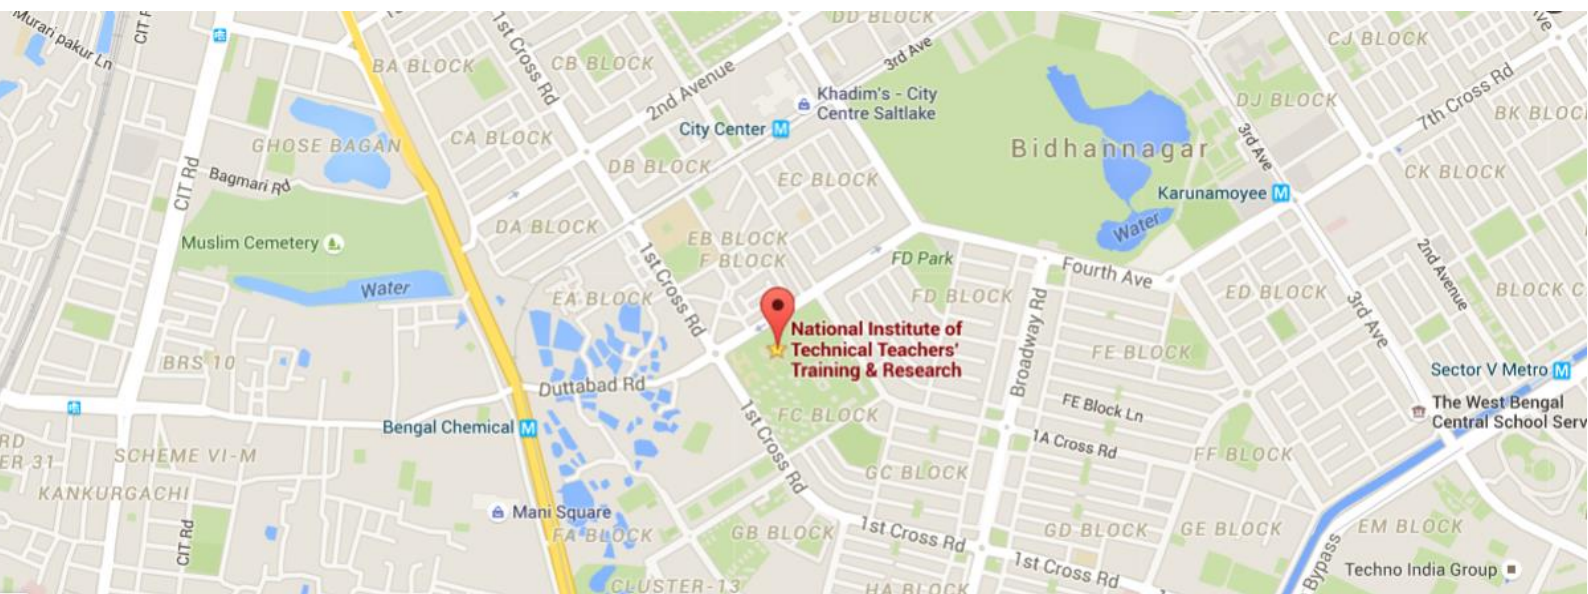 Murari pakur Ln
CIT
1st Cross Rd
BA BLOCK
CB BLOCK
2nd Avenue
DD BLOCK
3rd Ave
CJ BLOCK
Khadim's - City
Centre Saltlake
City Center M
DJ BLOCK
7th Cross Rd
BK BLOC
GHOSE BAGAN
CA BLOCK
DB BLOCK
EC BLOCK
Bidhannagar
3rd Ave
CK BLOCK
CIT Rd
Bagmari Rd
Karunamoyee M
Muslim Cemetery
DA BLOCK
EB BLOCK
F BLOCK
FD Park
Water
2nd Avenue
1st Cross Rd
Fourth Ave
Water
EA BLOCK
FD BLOCK
ED BLOCK
BLOCK C
3rd Ave
Broadway Rd
National Institute of
Technical Teachers'
Training & Research
BRS 10
FE BLOCK
Sector V Metro M
Duttabad Rd
FE Block Ln
The West Bengal
Central School Serv
FC BLOCK
Bengal Chemical M
1st Cross Rd
1A Cross Rd
RD
ER 31
SCHEME VI-M
FF BLOCK
GC BLOCK
KANKURGACHI
Mani Square
FA BLOCK
GB BLOCK
1st Cross Rd
GD BLOCK
GE BLOCK
EM BLOCK
CIT Rd
1st Cross Rd
Bypass
Techno India Group
CLUSTER-13
HA BLOCK